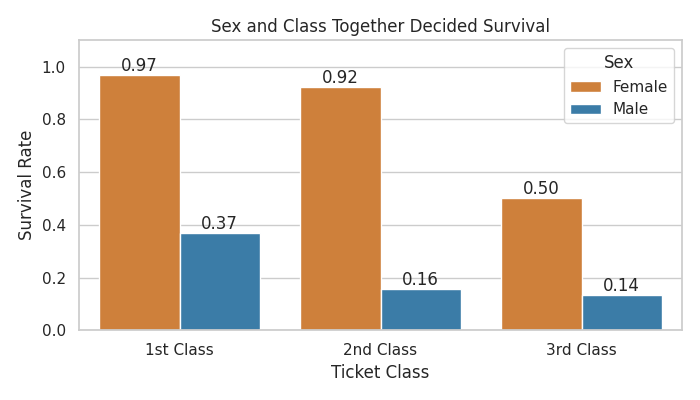 Sex and Class Together Decided Survival
Survival Rate
1.0
0.8
0.6
0.4
0.2
0.0
0.97
0.37
0.92
0.16
0.50
0.14
Sex
Female
Male
1st Class
2nd Class
3rd Class
Ticket Class